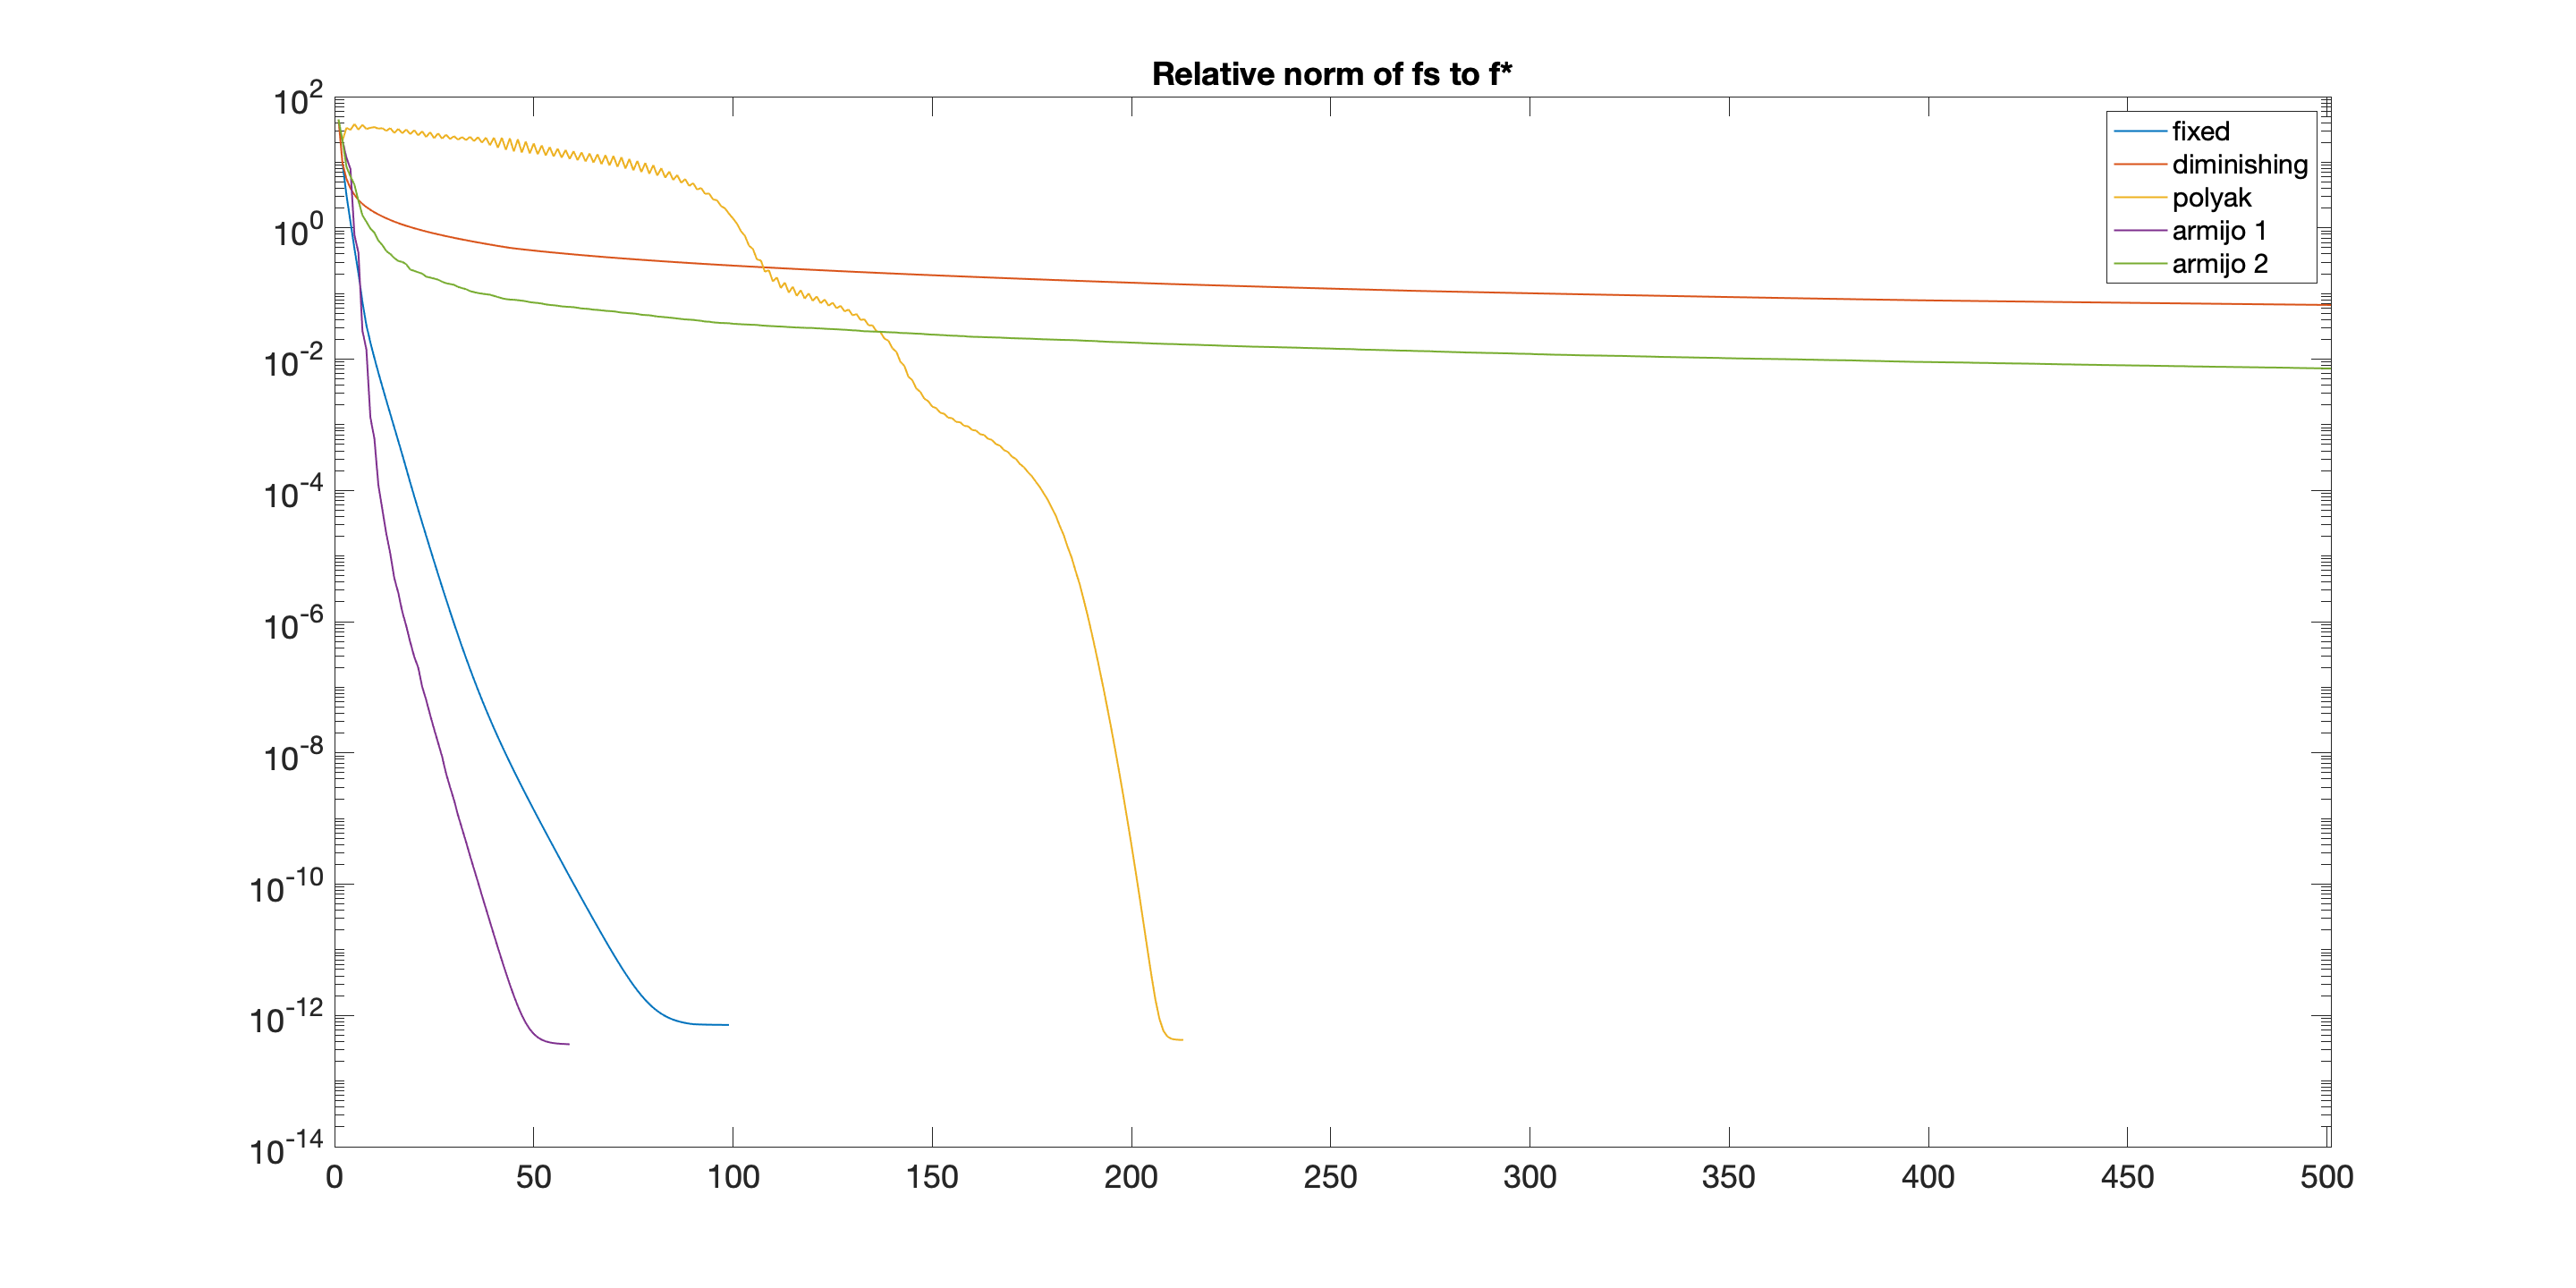 Relative norm of fs to f*
10^2
10^0
10^-2
10^-4
10^-6
10^-8
10^-10
10^-12
10^-14
0 50 100 150 200 250 300 350 400 450 500
fixed
diminishing
polyak
armijo 1
armijo 2